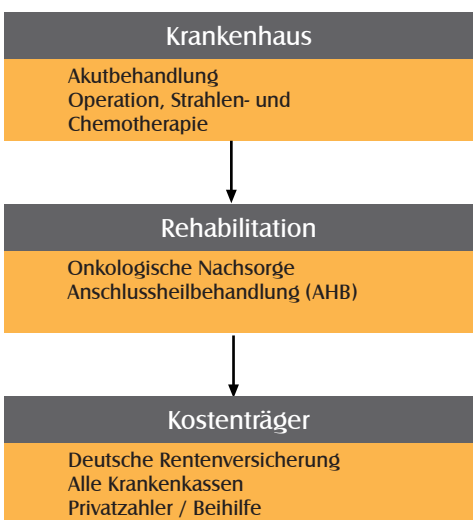 Krankenhaus
Akutbehandlung
Operation, Strahlen- und
Chemotherapie
Rehabilitation
Onkologische Nachsorge
Anschlussheilbehandlung (AHB)
Kostenträger
Deutsche Rentenversicherung
Alle Krankenkassen
Privatzahler / Beihilfe